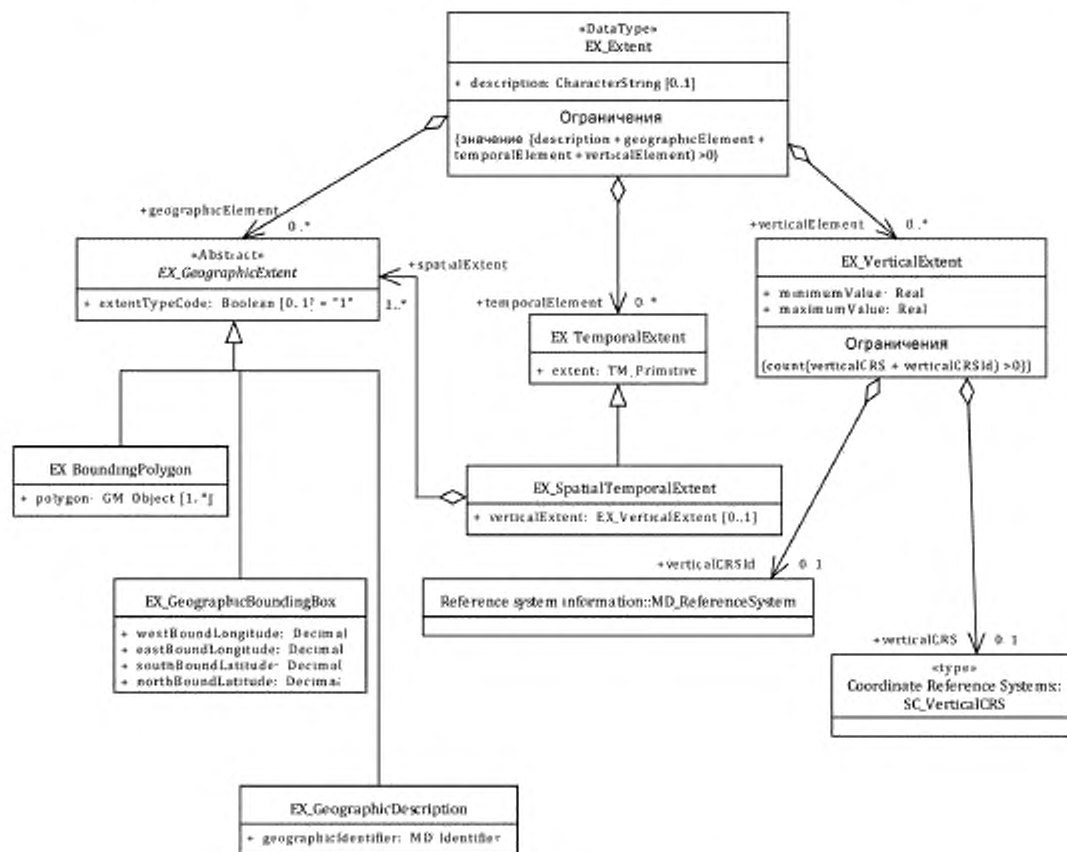 «DataType»
EX_Extent
+ description: CharacterString [0..1]
Ограничения
{значение {description + geographicElement +
temporalElement + verticalElement) >0}
+geographicElement
0..*
«Abstract»
EX_GeographicExtent
+ extentTypeCode: Boolean [0..1] = "1"
+spatialExtent
1..*
+temporalElement
0..*
EX_TemporalExtent
+ extent: TM_Primitive
+verticalElement
0..*
EX_VerticalExtent
+ minimumValue: Real
+ maximumValue: Real
Ограничения
{count(verticalCRS + verticalCRSId) >0}}
EX_BoundingPolygon
+ polygon: GM_Object [1..*]
EX_SpatialTemporalExtent
+ verticalExtent: EX_VerticalExtent [0..1]
+verticalCRSId
0..1
EX_GeographicBoundingBox
+ westBoundLongitude: Decimal
+ eastBoundLongitude: Decimal
+ southBoundLatitude: Decimal
+ northBoundLatitude: Decimal
Reference system information::MD_ReferenceSystem
+verticalCRS
0..1
«type»
Coordinate Reference Systems::
SC_VerticalCRS
EX_GeographicDescription
+ geographicIdentifier: MD_Identifier